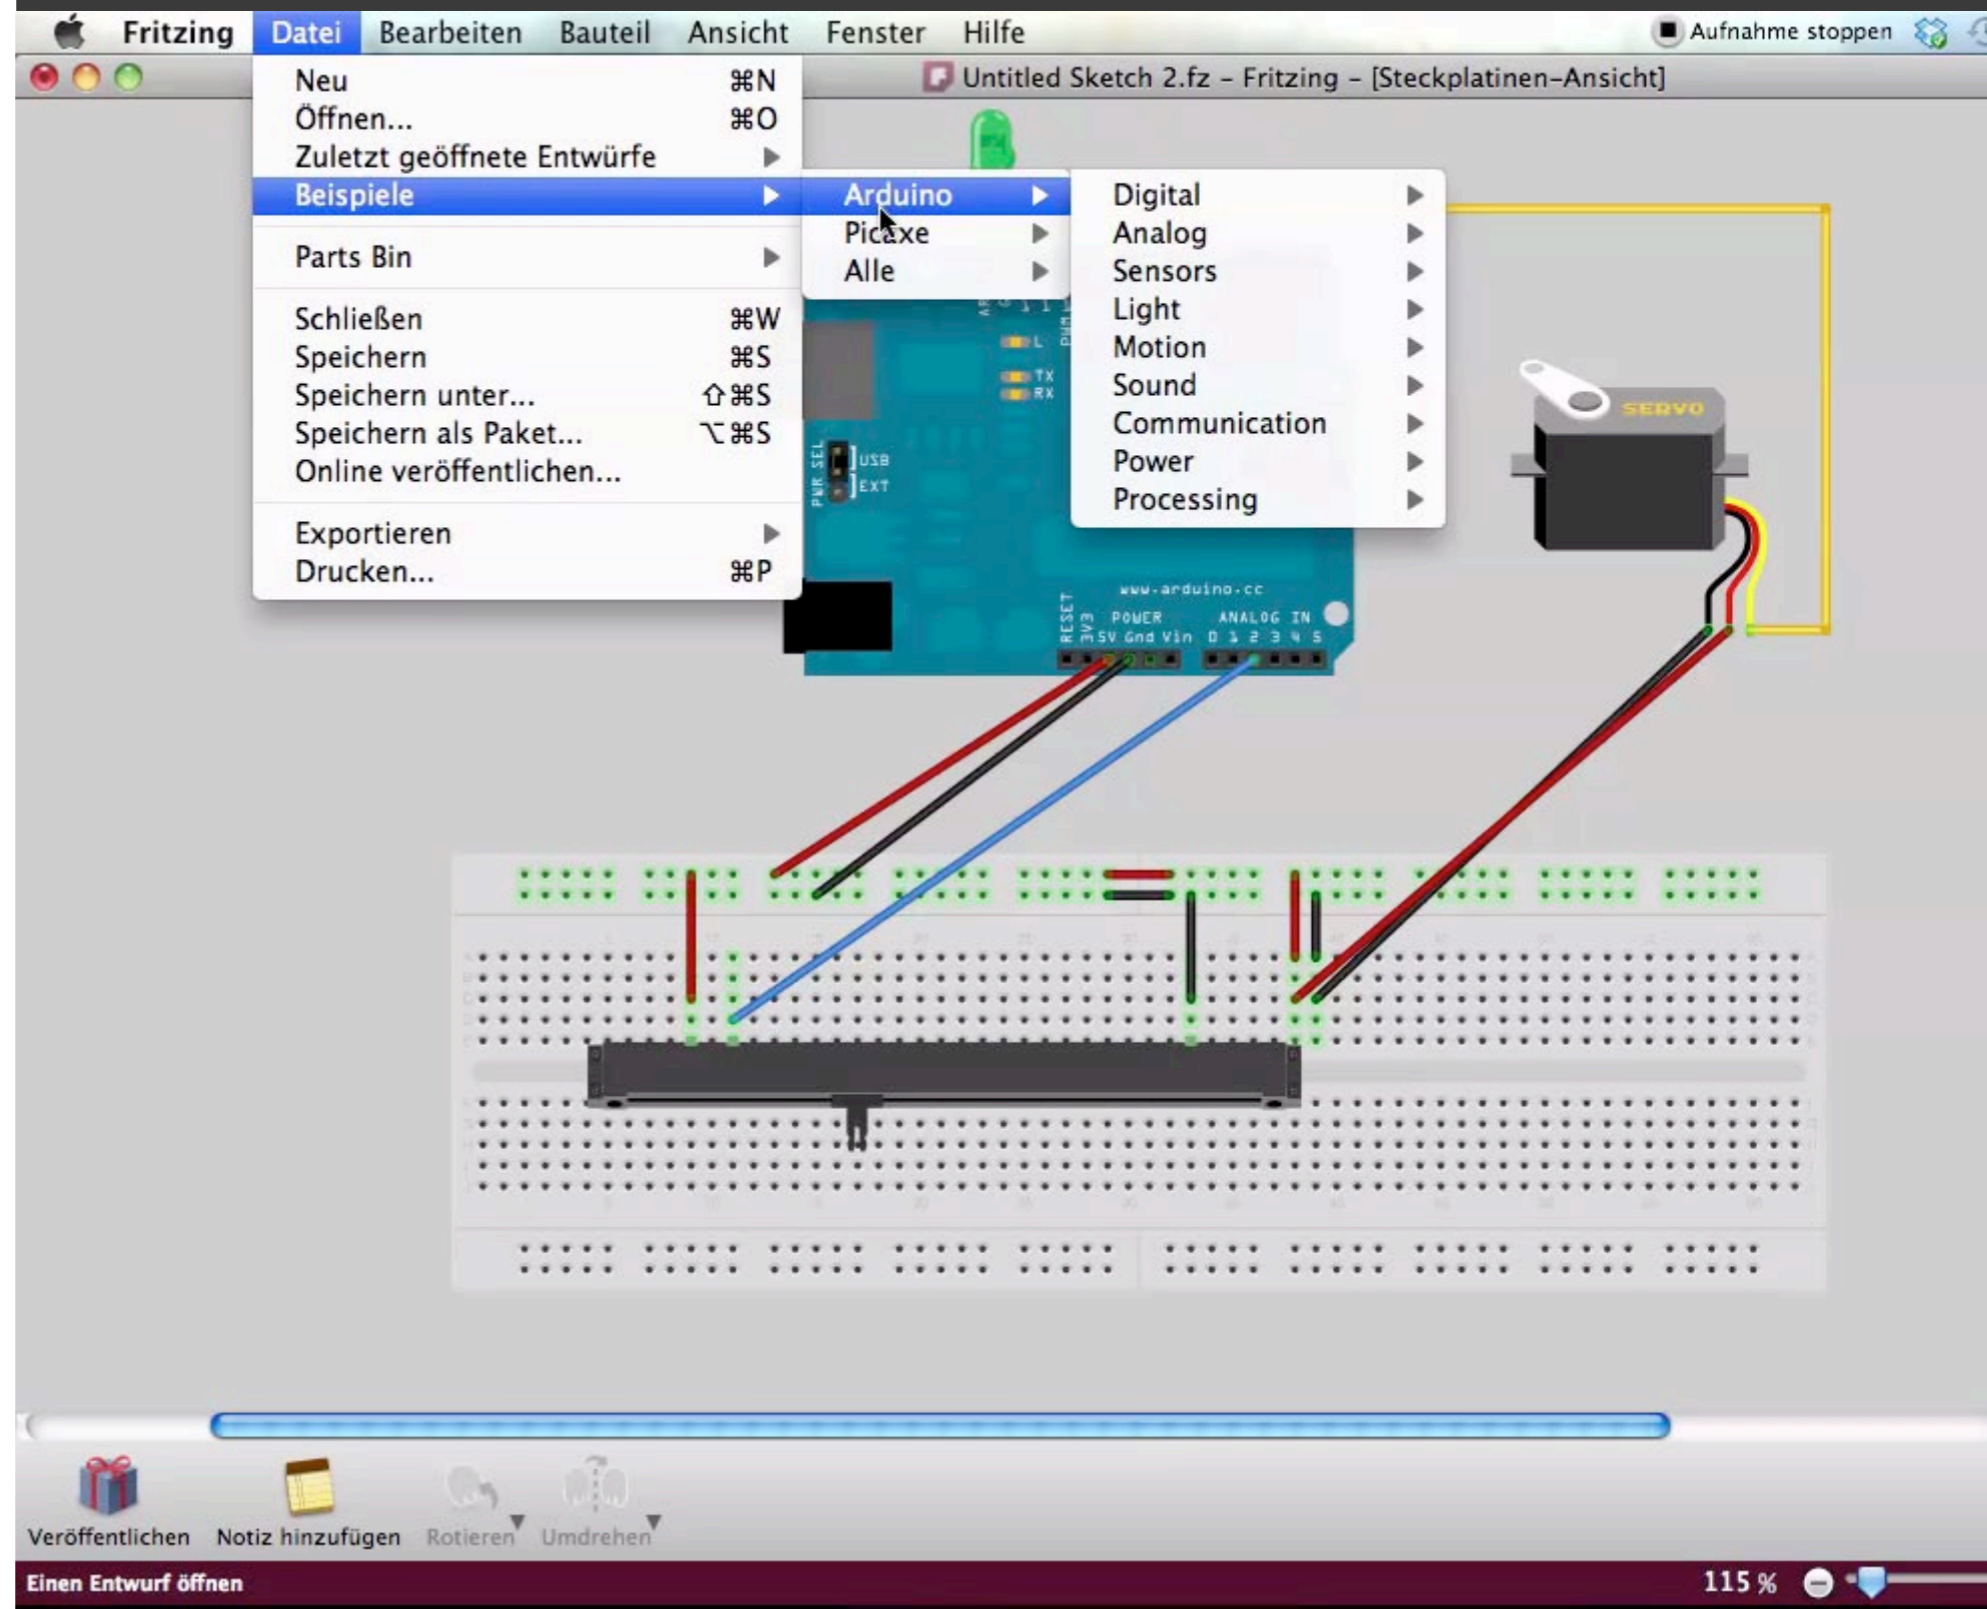 Fritzing Datei Bearbeiten Bauteil Ansicht Fenster Hilfe Aufnahme stoppen
Untitled Sketch 2.fz – Fritzing – [Steckplatinen-Ansicht]
Neu ⌘N
Öffnen... ⌘O
Zuletzt geöffnete Entwürfe
Beispiele
Parts Bin
Schließen ⌘W
Speichern ⌘S
Speichern unter... ⇧⌘S
Speichern als Paket... ⌥⌘S
Online veröffentlichen...
Exportieren
Drucken... ⌘P
Arduino
Picaxe
Alle
Digital
Analog
Sensors
Light
Motion
Sound
Communication
Power
Processing
L
TX
RX
PWR SEL
USB
EXT
SERVO
www.arduino.cc
POWER ANALOG IN
RESET
3V3
5V Gnd Vin 0 1 2 3 4 5
Veröffentlichen Notiz hinzufügen Rotieren Umdrehen
Einen Entwurf öffnen 115 %